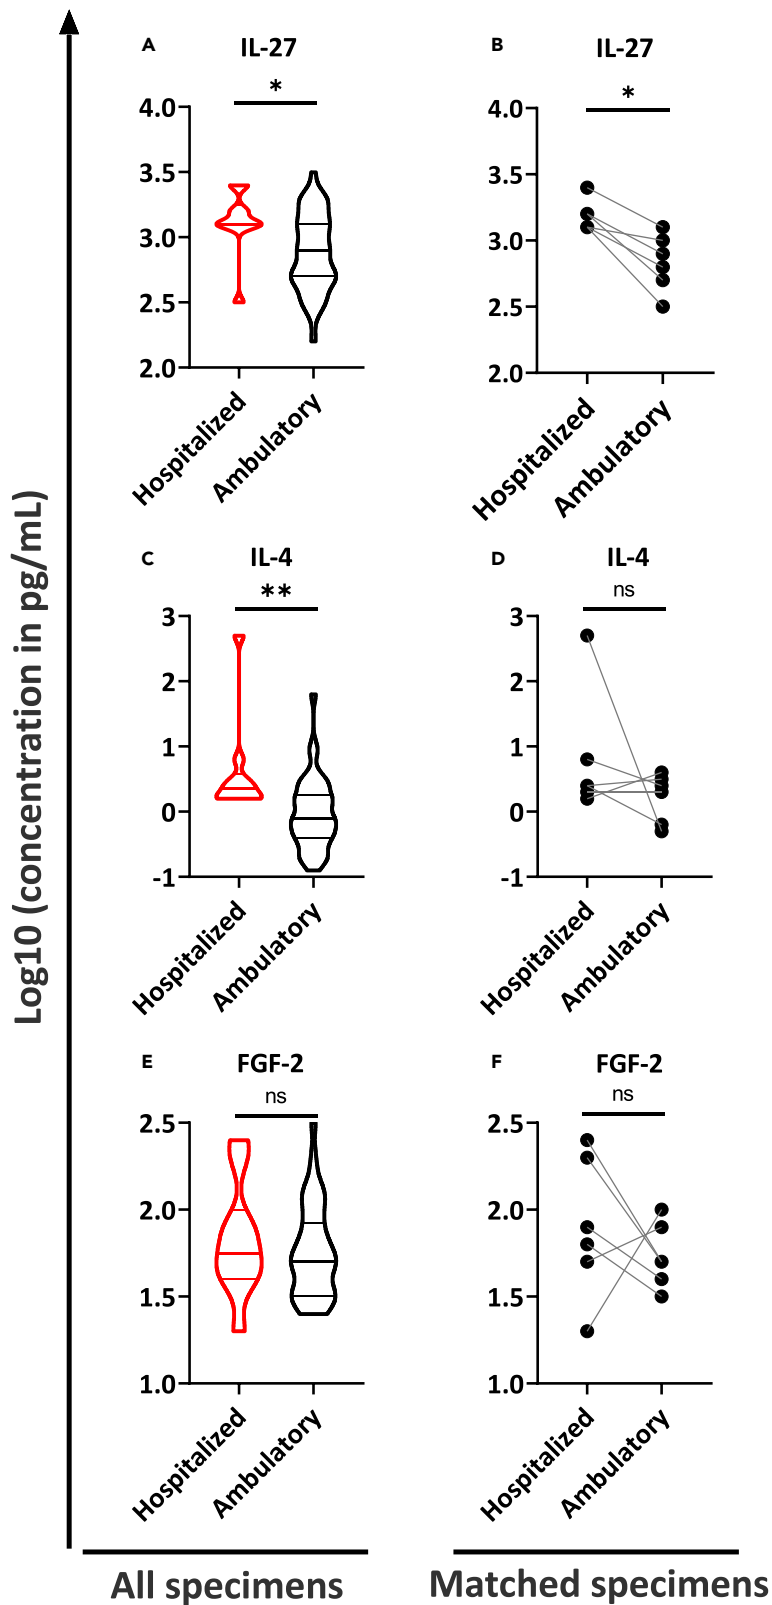 Log10 (concentration in pg/mL)
A
IL-27
*
4.0
3.5
3.0
2.5
2.0
Hospitalized
Ambulatory
B
IL-27
*
4.0
3.5
3.0
2.5
2.0
Hospitalized
Ambulatory
C
IL-4
**
3
2
1
0
-1
Hospitalized
Ambulatory
D
IL-4
ns
3
2
1
0
-1
Hospitalized
Ambulatory
E
FGF-2
ns
2.5
2.0
1.5
1.0
Hospitalized
Ambulatory
F
FGF-2
ns
2.5
2.0
1.5
1.0
Hospitalized
Ambulatory
All specimens
Matched specimens